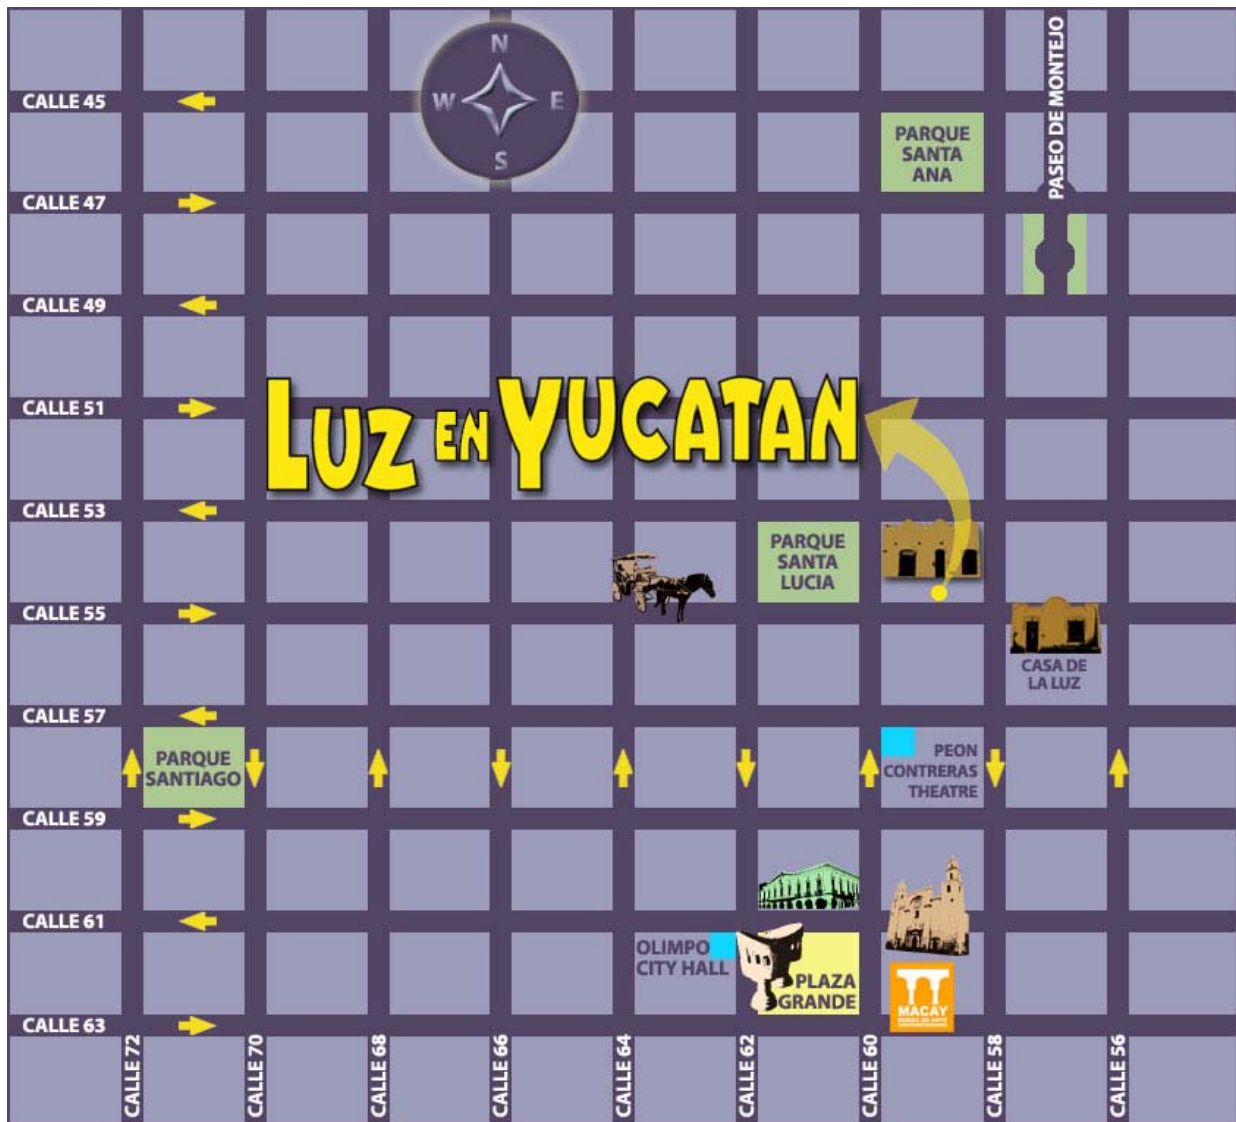 N
W E
S
PASEO DE MONTEJO
CALLE 45
PARQUE
SANTA
ANA
CALLE 47
CALLE 49
CALLE 51
LUZ EN YUCATAN
CALLE 53
PARQUE
SANTA
LUCIA
CALLE 55
CASA DE
LA LUZ
CALLE 57
PARQUE
SANTIAGO
PEON
CONTRERAS
THEATRE
CALLE 59
CALLE 61
OLIMPO
CITY HALL
PLAZA
GRANDE
MACAY
CALLE 63
CALLE 72
CALLE 70
CALLE 68
CALLE 66
CALLE 64
CALLE 62
CALLE 60
CALLE 58
CALLE 56